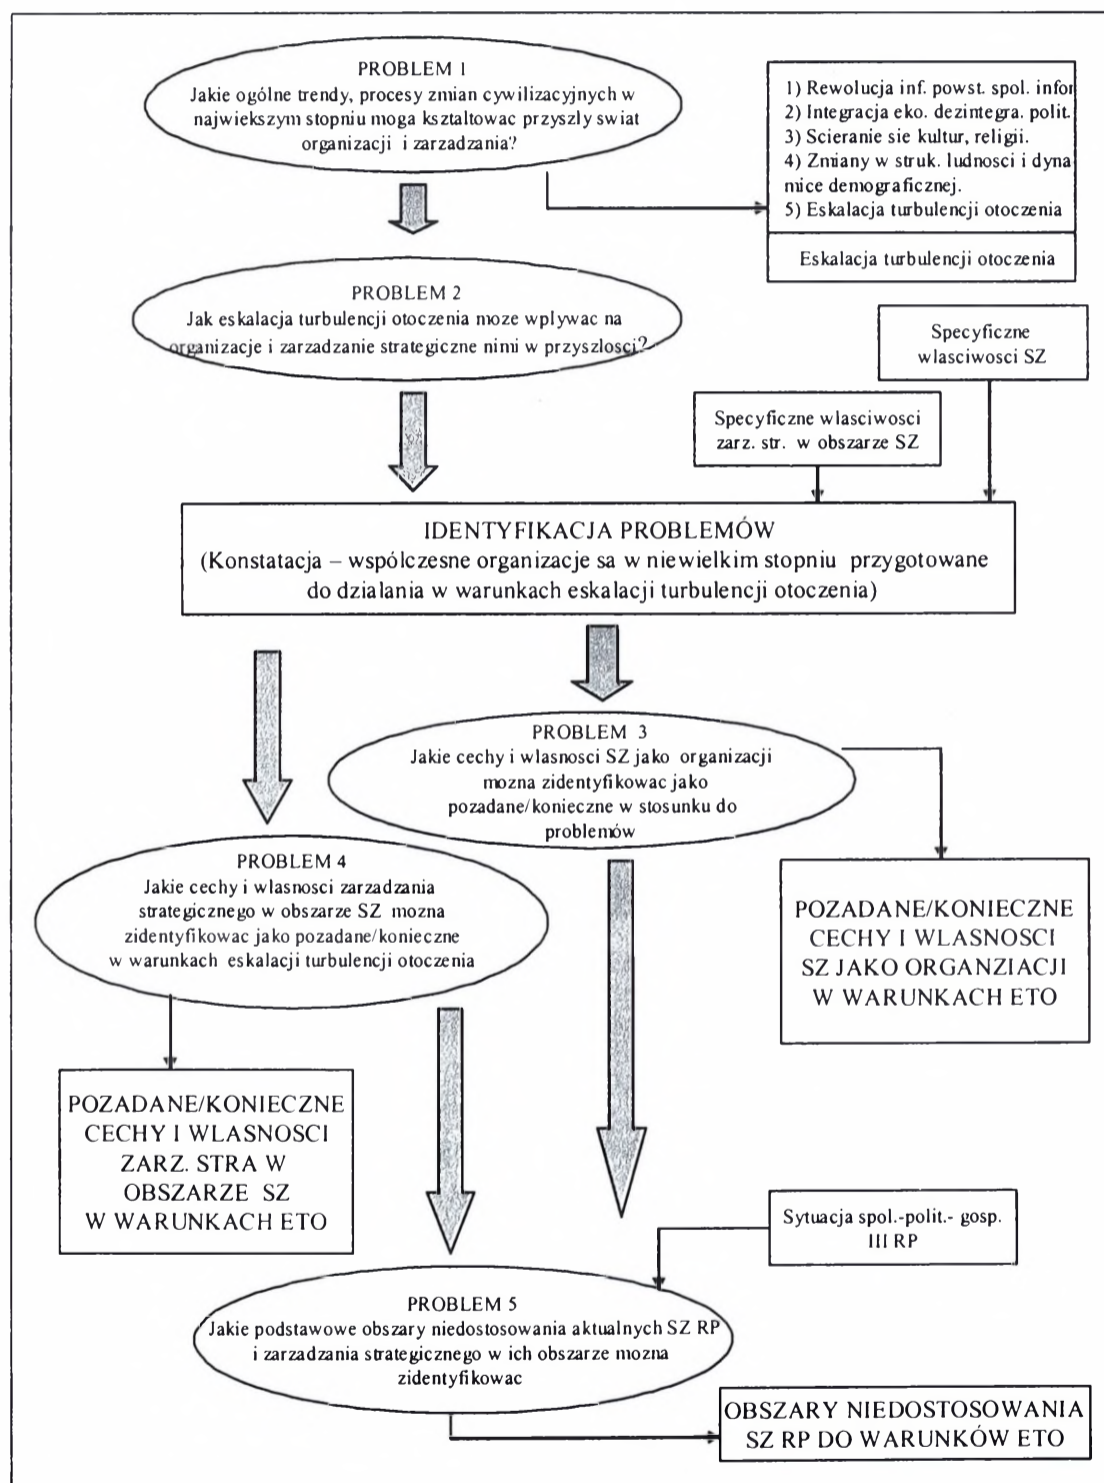 PROBLEM 1
Jakie ogólne trendy, procesy zmian cywilizacyjnych w
najwiekszym stopniu moga kształtowac przyszly swiat
organizacji i zarzadzania?
1) Rewolucja inf. powst. spol. infor
2) Integracja eko. dezintegra. polit.
3) Scieranie sie kultur, religii.
4) Zmiany w struk. ludnosci i dyna
mice demograficznej.
5) Eskalacja turbulencji otoczenia
Eskalacja turbulencji otoczenia
PROBLEM 2
Jak eskalacja turbulencji otoczenia moze wplywac na
organizacje i zarzadzanie strategiczne nimi w przyszlosci?
Specyficzne
wlasciwosci SZ
Specyficzne wlasciwosci
zarz. str. w obszarze SZ
IDENTYFIKACJA PROBLEMÓW
(Konstatacja – wspólczesne organizacje sa w niewielkim stopniu przygotowane
do dzialania w warunkach eskalacji turbulencji otoczenia)
PROBLEM 3
Jakie cechy i wlasnosci SZ jako organizacji
mozna zidentyfikowac jako
pozadane/konieczne w stosunku do
problemów
PROBLEM 4
Jakie cechy i wlasnosci zarzadzania
strategicznego w obszarze SZ mozna
zidentyfikowac jako pozadane/konieczne
w warunkach eskalacji turbulencji otoczenia
POZADANE/KONIECZNE
CECHY I WLASNOSCI
SZ JAKO ORGANZIACJI
W WARUNKACH ETO
POZADANE/KONIECZNE
CECHY I WLASNOSCI
ZARZ. STRA W
OBSZARZE SZ
W WARUNKACH ETO
Sytuacja spol.-polit.- gosp.
III RP
PROBLEM 5
Jakie podstawowe obszary niedostosowania aktualnych SZ RP
i zarzadzania strategicznego w ich obszarze mozna
zidentyfikowac
OBSZARY NIEDOSTOSOWANIA
SZ RP DO WARUNKÓW ETO